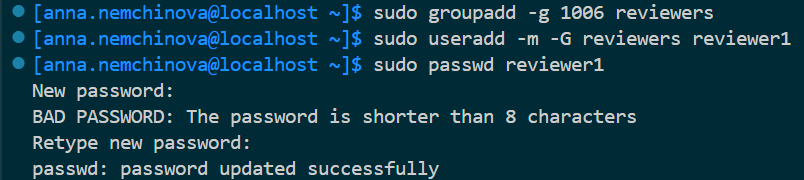 [anna.nemchinova@localhost ~]$ sudo groupadd -g 1006 reviewers
[anna.nemchinova@localhost ~]$ sudo useradd -m -G reviewers reviewer1
[anna.nemchinova@localhost ~]$ sudo passwd reviewer1
New password:
BAD PASSWORD: The password is shorter than 8 characters
Retype new password:
passwd: password updated successfully